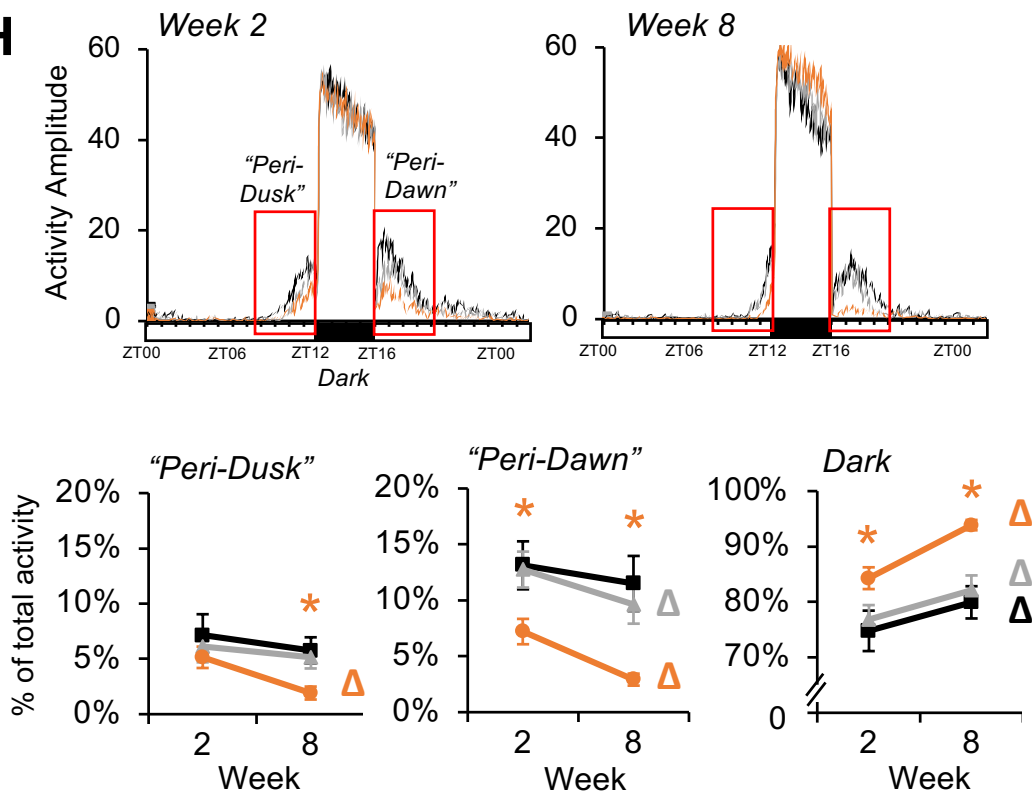 H
Week 2
Week 8
Activity Amplitude
60
40
20
0
"Peri-
Dusk"
"Peri-
Dawn"
ZT00 ZT06 ZT12 ZT16 ZT00
Dark
60
40
20
0
ZT00 ZT06 ZT12 ZT16 ZT00
"Peri-Dusk"
% of total activity
20%
15%
10%
5%
0%
*
Δ
2 8
Week
"Peri-Dawn"
20%
15%
10%
5%
0%
* *
Δ
Δ
2 8
Week
Dark
100%
90%
80%
70%
0
* *
Δ
Δ
Δ
2 8
Week